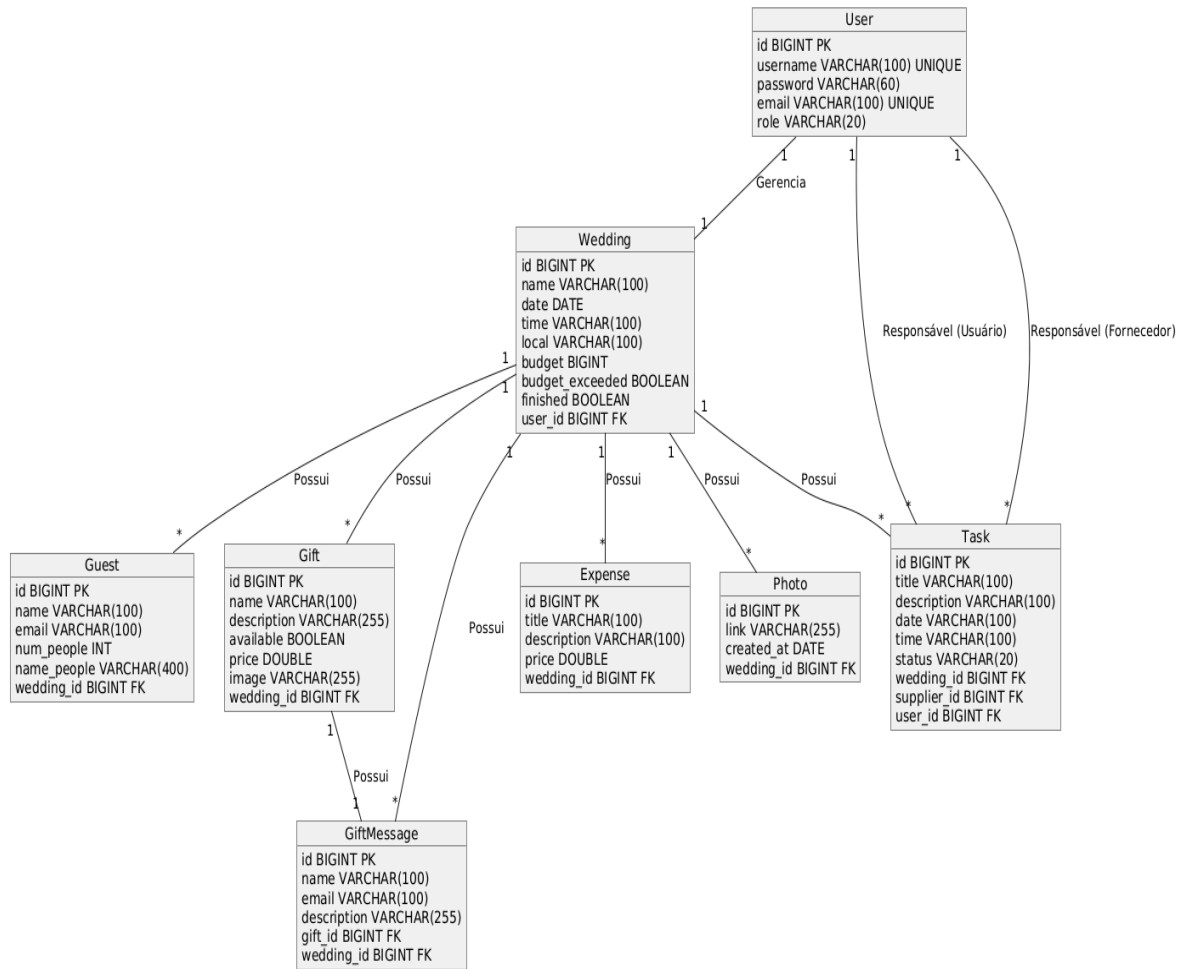 User
id BIGINT PK
username VARCHAR(100) UNIQUE
password VARCHAR(60)
email VARCHAR(100) UNIQUE
role VARCHAR(20)
1
1
1
Gerencia
1
Wedding
id BIGINT PK
name VARCHAR(100)
date DATE
time VARCHAR(100)
local VARCHAR(100)
budget BIGINT
budget_exceeded BOOLEAN
finished BOOLEAN
user_id BIGINT FK
Responsável (Usuário)
Responsável (Fornecedor)
1
1
1
1
1
1
Possui
Possui
Possui
Possui
Possui
Possui
*
*
*
*
*
*
*
Guest
id BIGINT PK
name VARCHAR(100)
email VARCHAR(100)
num_people INT
name_people VARCHAR(400)
wedding_id BIGINT FK
Gift
id BIGINT PK
name VARCHAR(100)
description VARCHAR(255)
available BOOLEAN
price DOUBLE
image VARCHAR(255)
wedding_id BIGINT FK
Expense
id BIGINT PK
title VARCHAR(100)
description VARCHAR(100)
price DOUBLE
wedding_id BIGINT FK
Photo
id BIGINT PK
link VARCHAR(255)
created_at DATE
wedding_id BIGINT FK
Task
id BIGINT PK
title VARCHAR(100)
description VARCHAR(100)
date VARCHAR(100)
time VARCHAR(100)
status VARCHAR(20)
wedding_id BIGINT FK
supplier_id BIGINT FK
user_id BIGINT FK
1
Possui
1
*
GiftMessage
id BIGINT PK
name VARCHAR(100)
email VARCHAR(100)
description VARCHAR(255)
gift_id BIGINT FK
wedding_id BIGINT FK